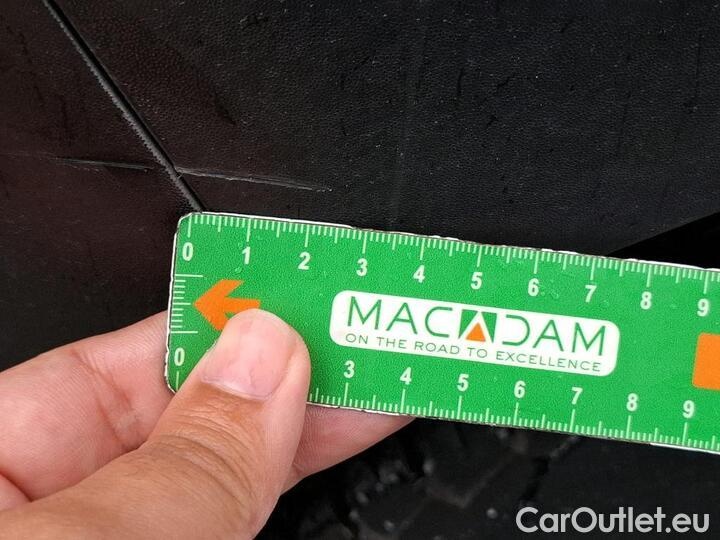 0 1 2 3 4 5 6 7 8 9
MACADAM
ON THE ROAD TO EXCELLENCE
0 3 4 5 6 7 8 9
CarOutlet.eu